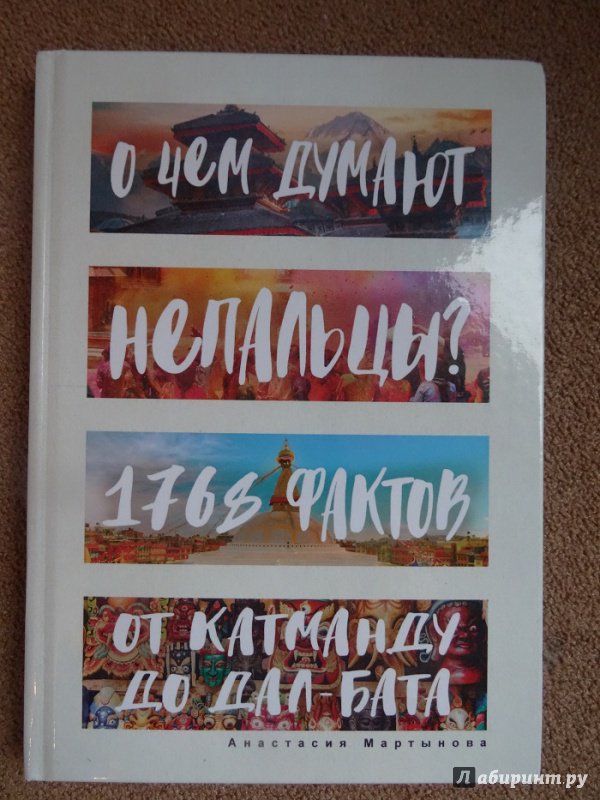 О ЧеМ ДУМАЮТ
НеПАЛЬЦЫ?
1768 ФАКТОВ
ОТ КАТМАНДУ
ДО ДАЛ-БАТА
Анастасия Мартынова
Лабиринт.ру